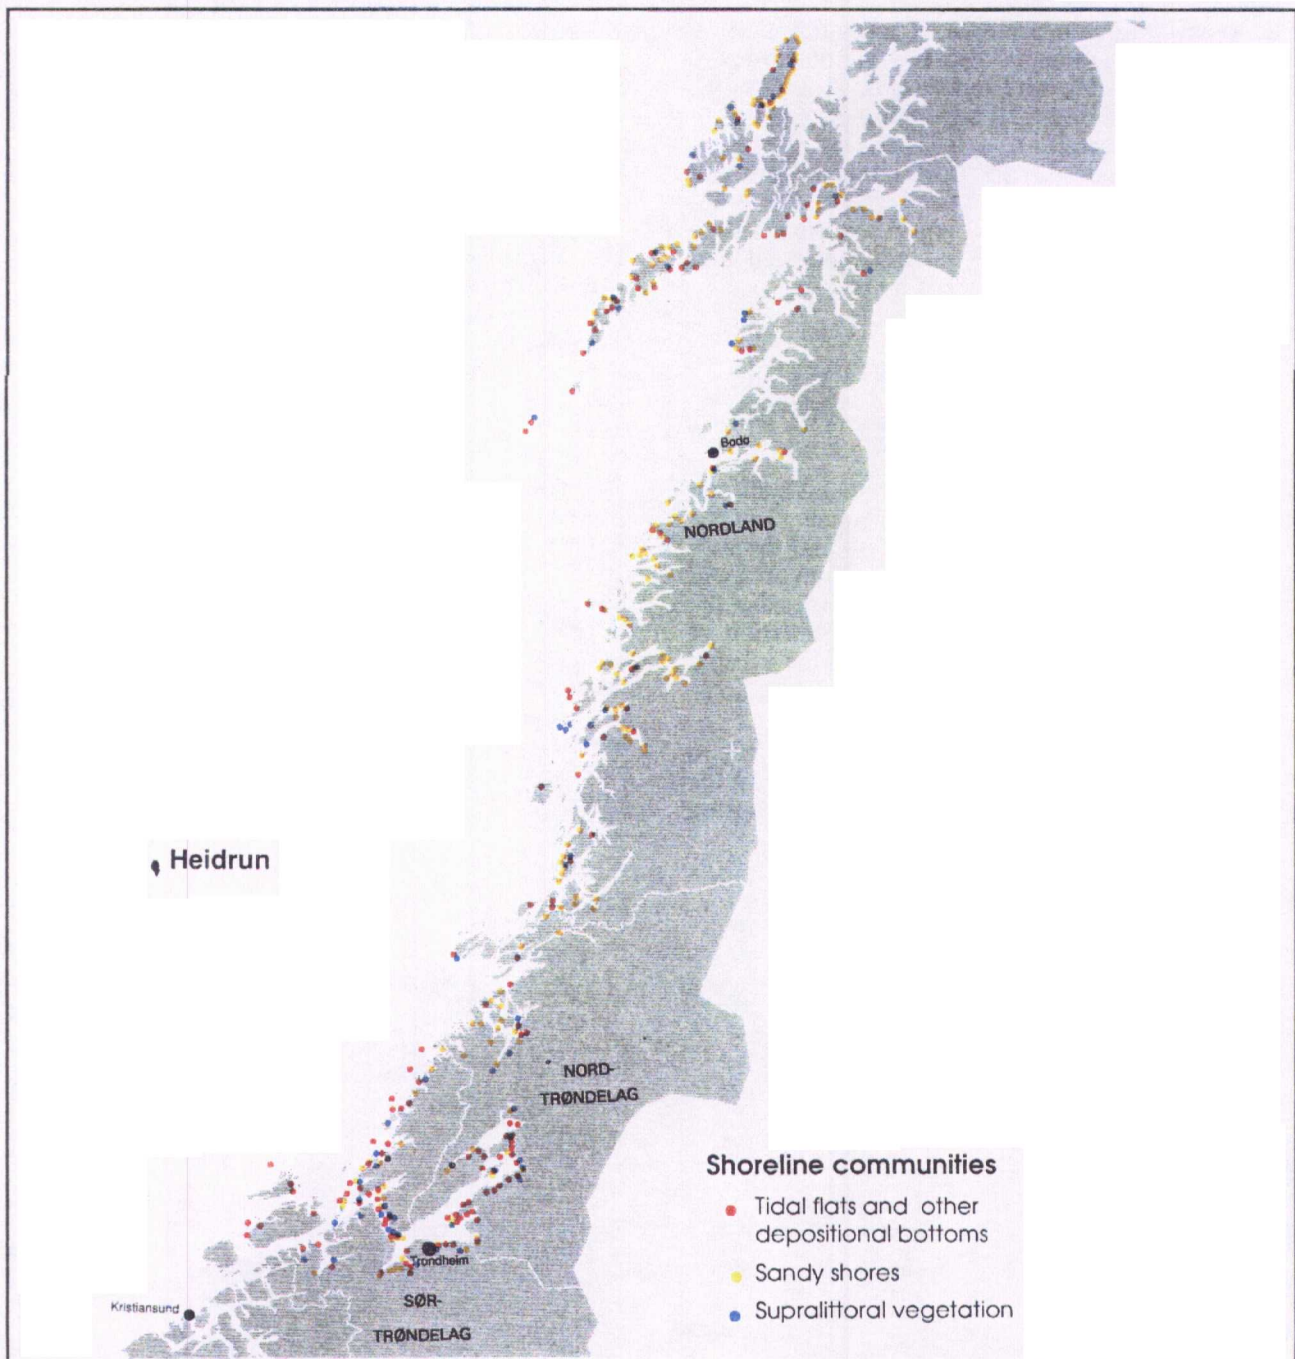 Bodø
NORDLAND
Heidrun
NORD-
TRØNDELAG
Shoreline communities
Tidal flats and other
depositional bottoms
Sandy shores
Supralittoral vegetation
Trondheim
Kristiansund
SØR-
TRØNDELAG